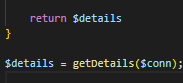 return $details
}
$details = getDetails($conn);